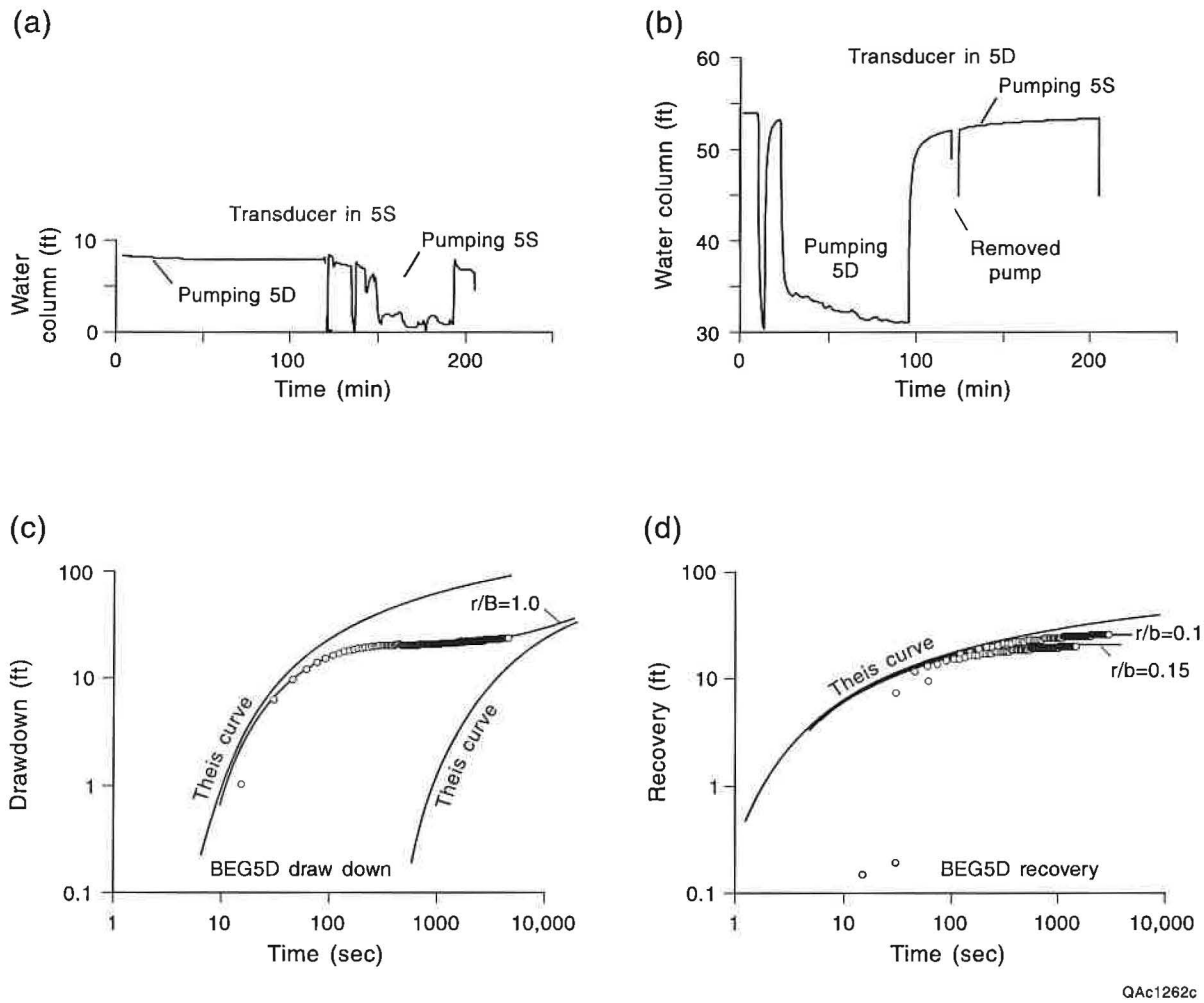 (a)
Transducer in 5S
Pumping 5S
Pumping 5D
Water
column (ft)
10
0
0
100
200
Time (min)
(b)
Transducer in 5D
Pumping 5S
Pumping
5D
Removed
pump
Water column (ft)
60
50
40
30
0
100
200
Time (min)
(c)
r/B=1.0
Theis curve
Theis curve
BEG5D draw down
Drawdown (ft)
100
10
1
0.1
1
10
100
1000
10,000
Time (sec)
(d)
Theis curve
r/b=0.1
r/b=0.15
BEG5D recovery
Recovery (ft)
100
10
1
0.1
1
10
100
1000
10,000
Time (sec)
QAc1262c